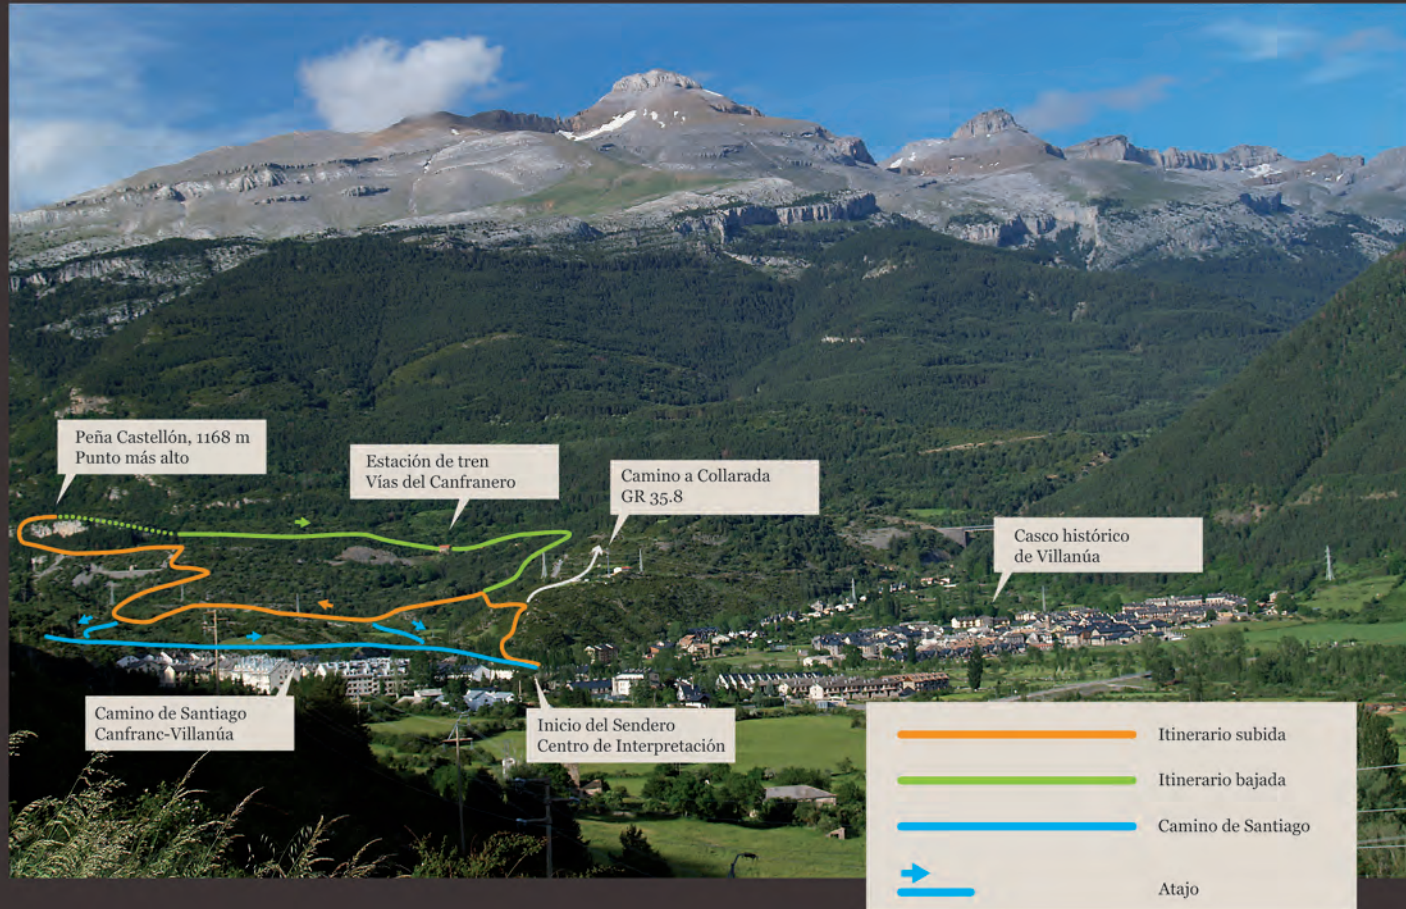 Peña Castellón, 1168 m
Punto más alto
Estación de tren
Vías del Canfranero
Camino a Collarada
GR 35.8
Casco histórico
de Villanúa
Camino de Santiago
Canfranc-Villanúa
Inicio del Sendero
Centro de Interpretación
Itinerario subida
Itinerario bajada
Camino de Santiago
Atajo